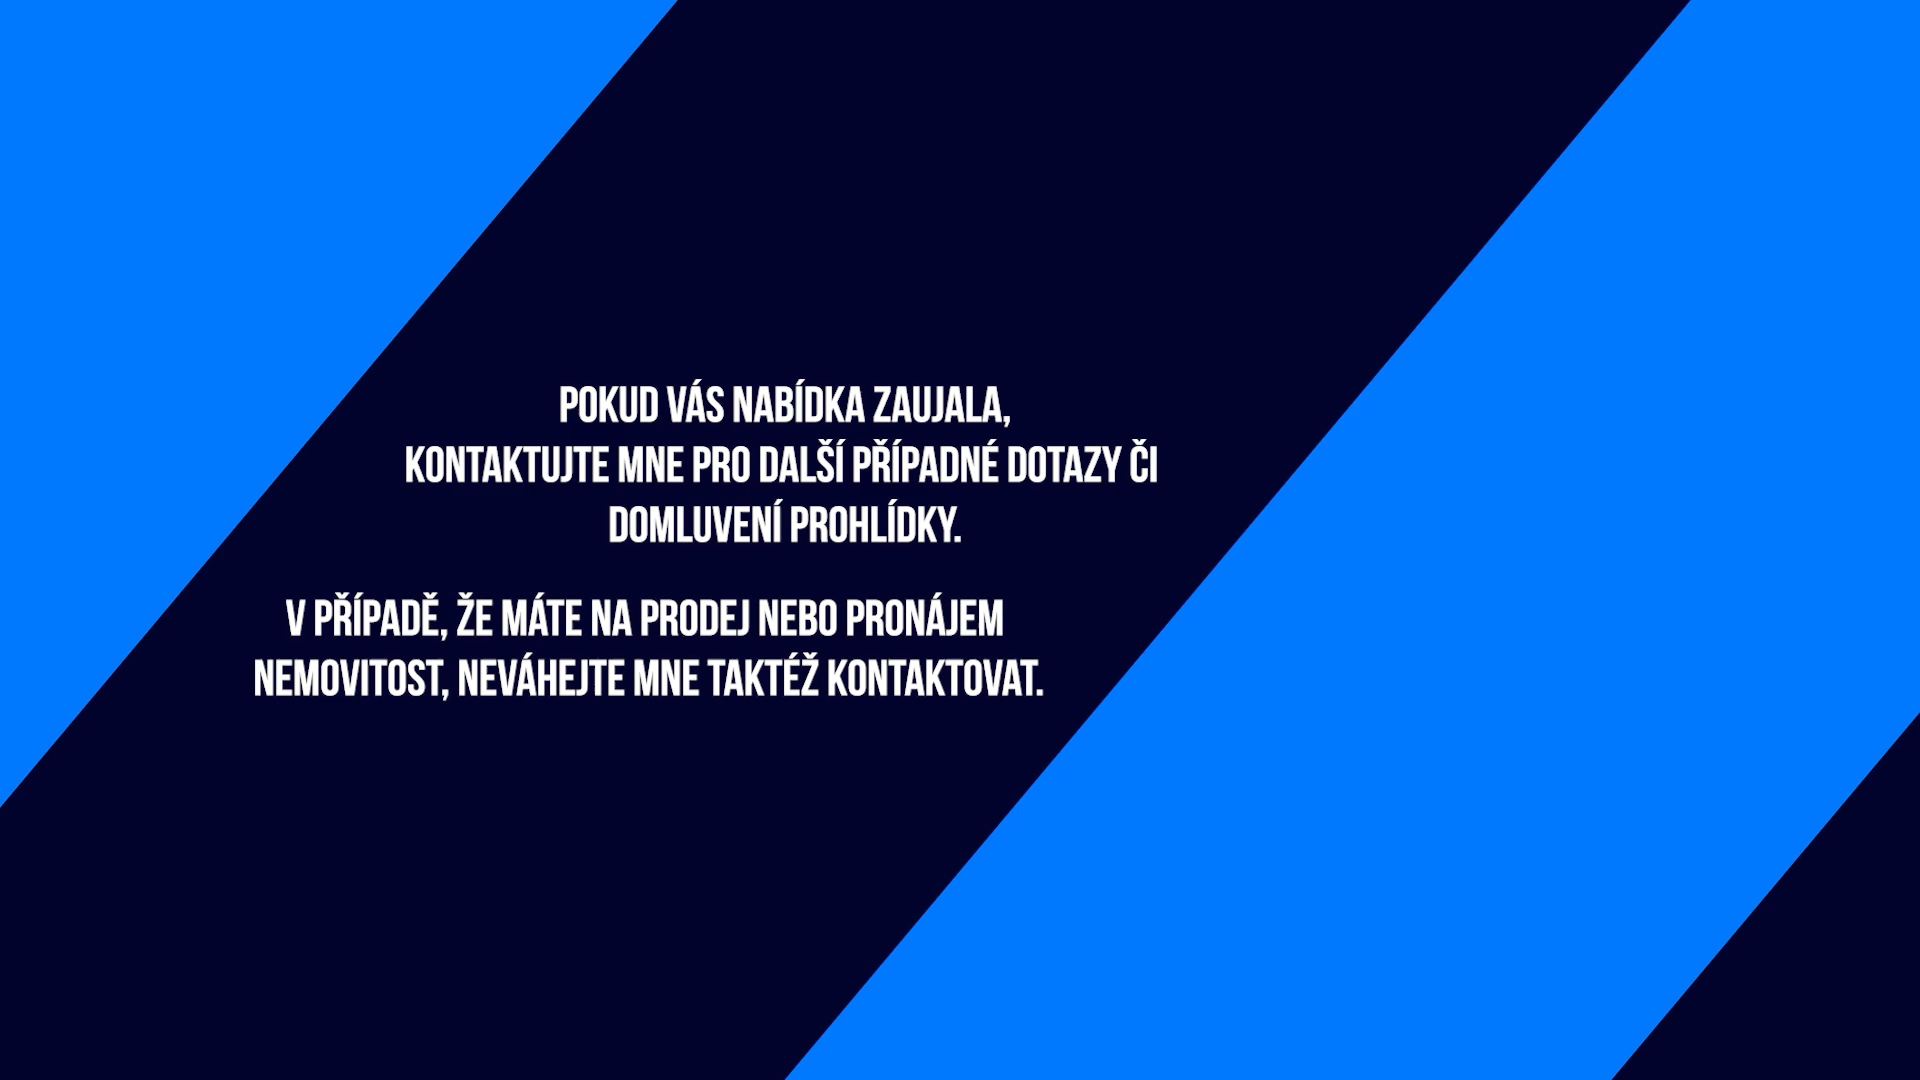 POKUD VÁS NABÍDKA ZAUJALA,
KONTAKTUJTE MNE PRO DALŠÍ PŘÍPADNÉ DOTAZY ČI
DOMLUVENÍ PROHLÍDKY.
V PŘÍPADĚ, ŽE MÁTE NA PRODEJ NEBO PRONÁJEM
NEMOVITOST, NEVÁHEJTE MNE TAKTÉŽ KONTAKTOVAT.